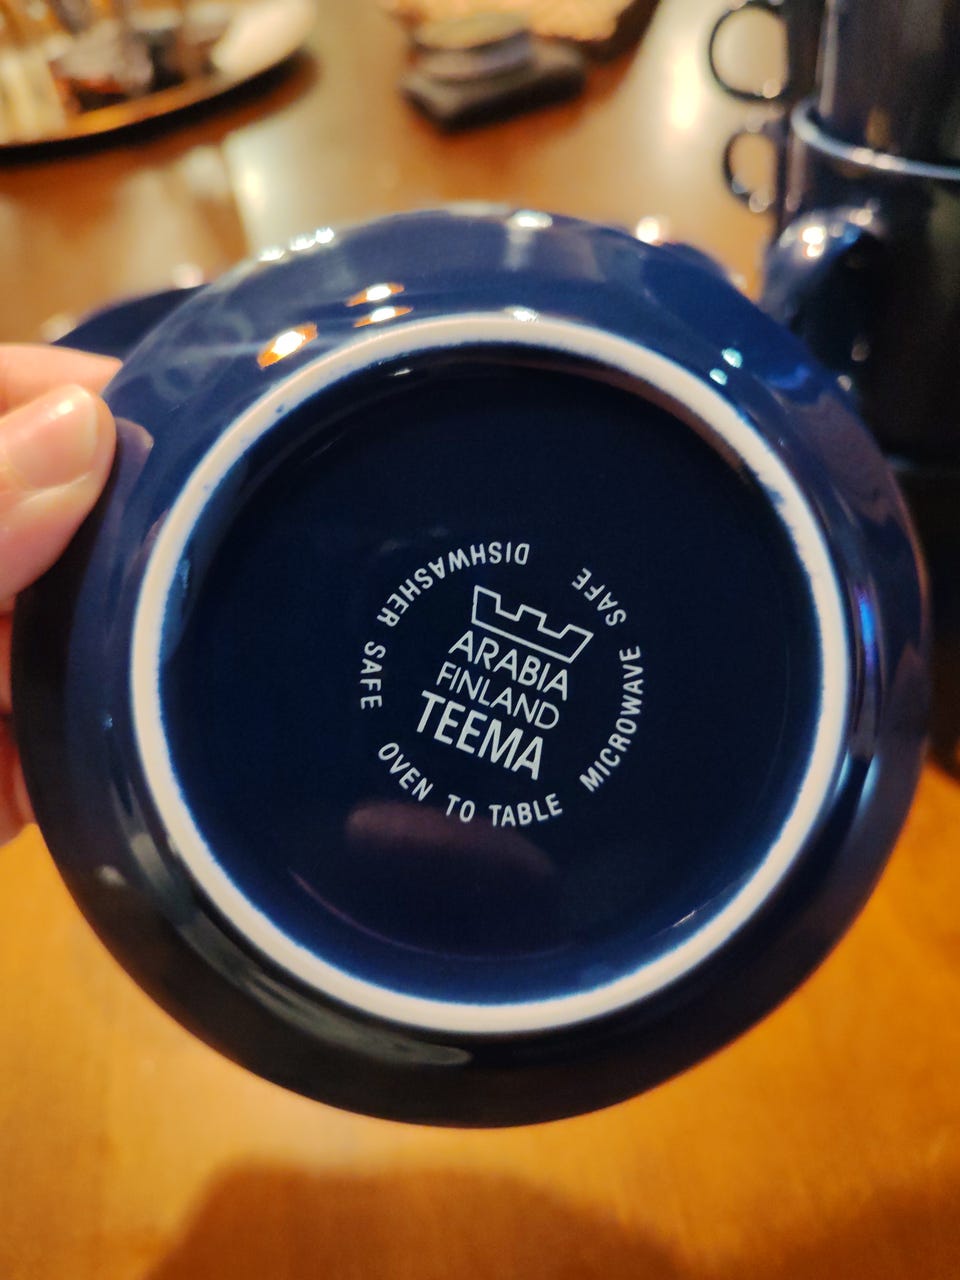 ARABIA
FINLAND
TEEMA
DISHWASHER SAFE
OVEN TO TABLE
MICROWAVE SAFE